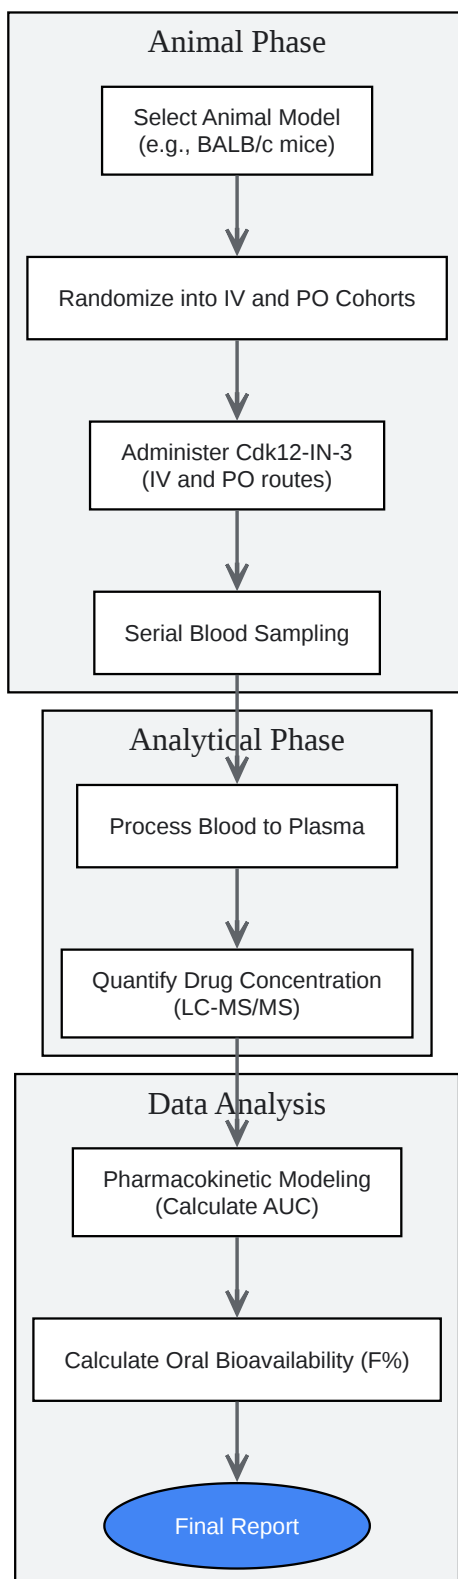 Animal Phase
Select Animal Model
(e.g., BALB/c mice)
Randomize into IV and PO Cohorts
Administer Cdk12-IN-3
(IV and PO routes)
Serial Blood Sampling
Analytical Phase
Process Blood to Plasma
Quantify Drug Concentration
(LC-MS/MS)
Data Analysis
Pharmacokinetic Modeling
(Calculate AUC)
Calculate Oral Bioavailability (F%)
Final Report